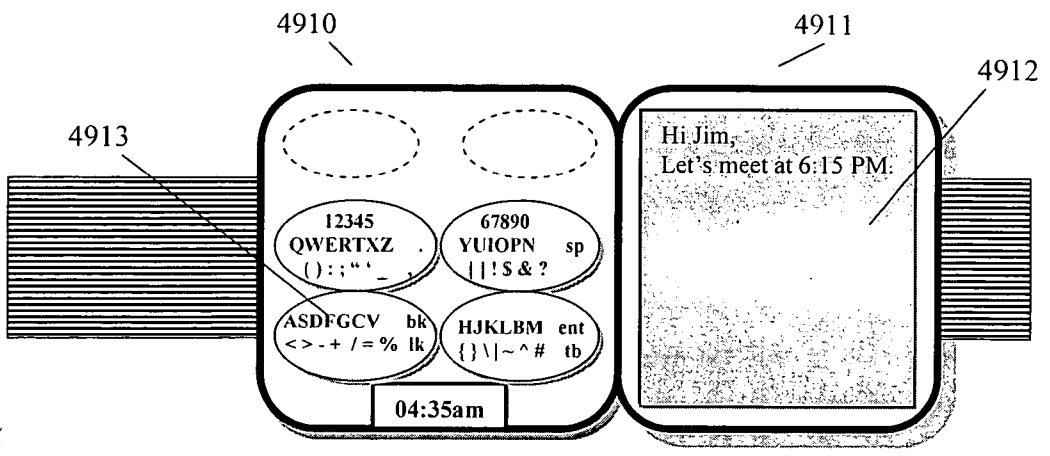 4910
4911
4912
4913
Hi Jim,
Let's meet at 6:15 PM.
12345
QWERTXZ .
( ) : ; “ ‘ _ ,
67890
YUIOPN sp
[ ] ! $ & ?
ASDFGCV bk
< > - + / = % lk
HJKLBM ent
{ } \ | ~ ^ # tb
04:35am